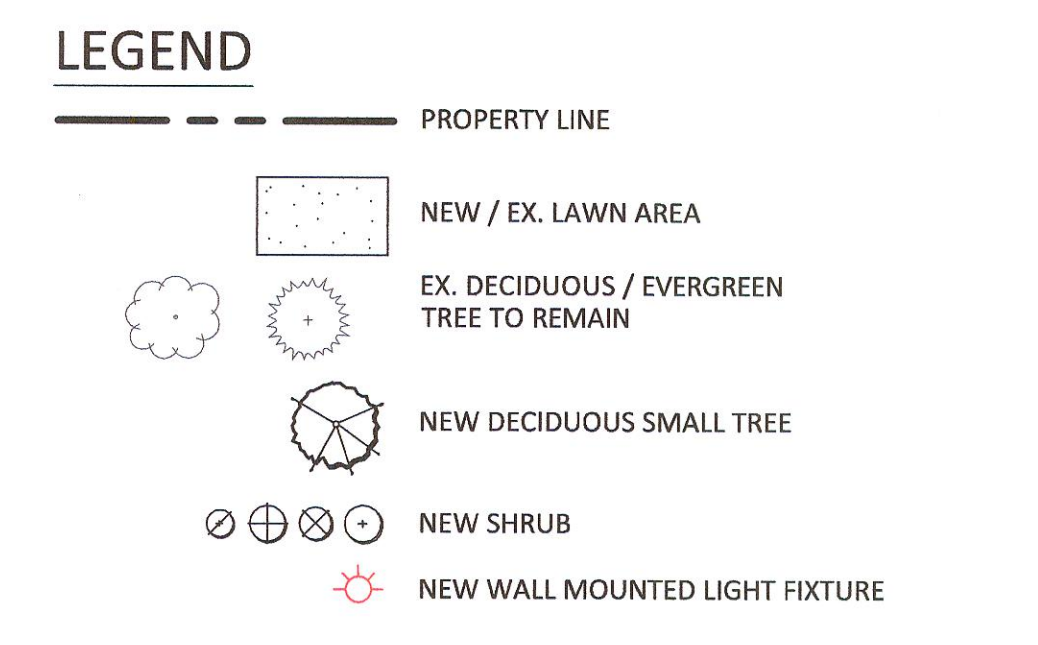 LEGEND
PROPERTY LINE
NEW / EX. LAWN AREA
EX. DECIDUOUS / EVERGREEN
TREE TO REMAIN
NEW DECIDUOUS SMALL TREE
NEW SHRUB
NEW WALL MOUNTED LIGHT FIXTURE